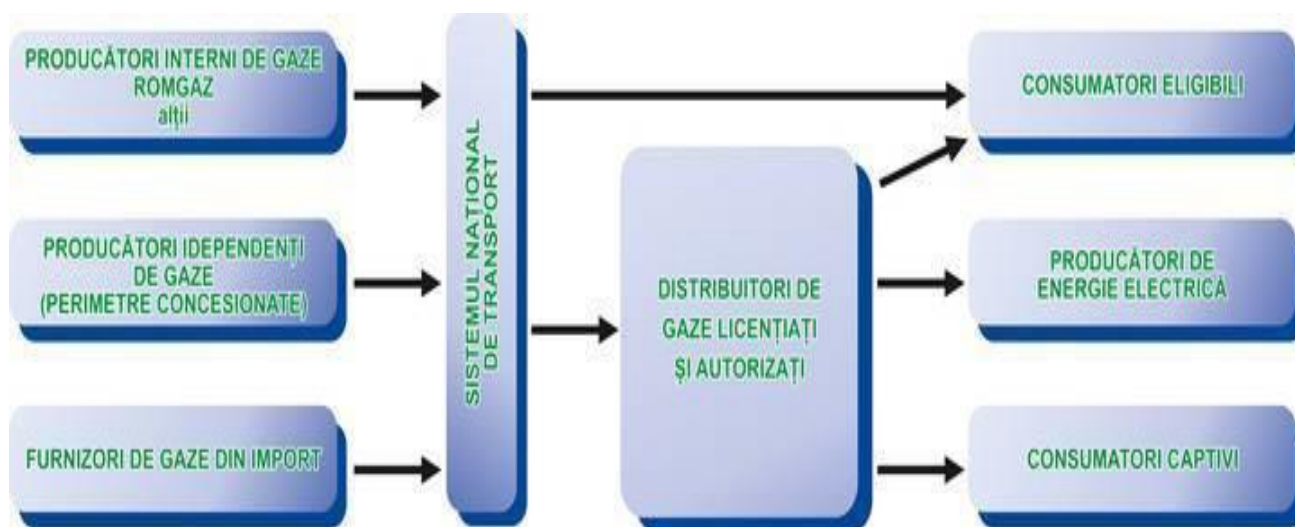 PRODUCĂTORI INTERNI DE GAZE
ROMGAZ
alții
PRODUCĂTORI IDEPENDENȚI
DE GAZE
(PERIMETRE CONCESIONATE)
FURNIZORI DE GAZE DIN IMPORT
SISTEMUL NAȚIONAL
DE TRANSPORT
DISTRIBUITORI DE
GAZE LICENȚIAȚI
ȘI AUTORIZAȚI
CONSUMATORI ELIGIBILI
PRODUCĂTORI DE
ENERGIE ELECTRICĂ
CONSUMATORI CAPTIVI